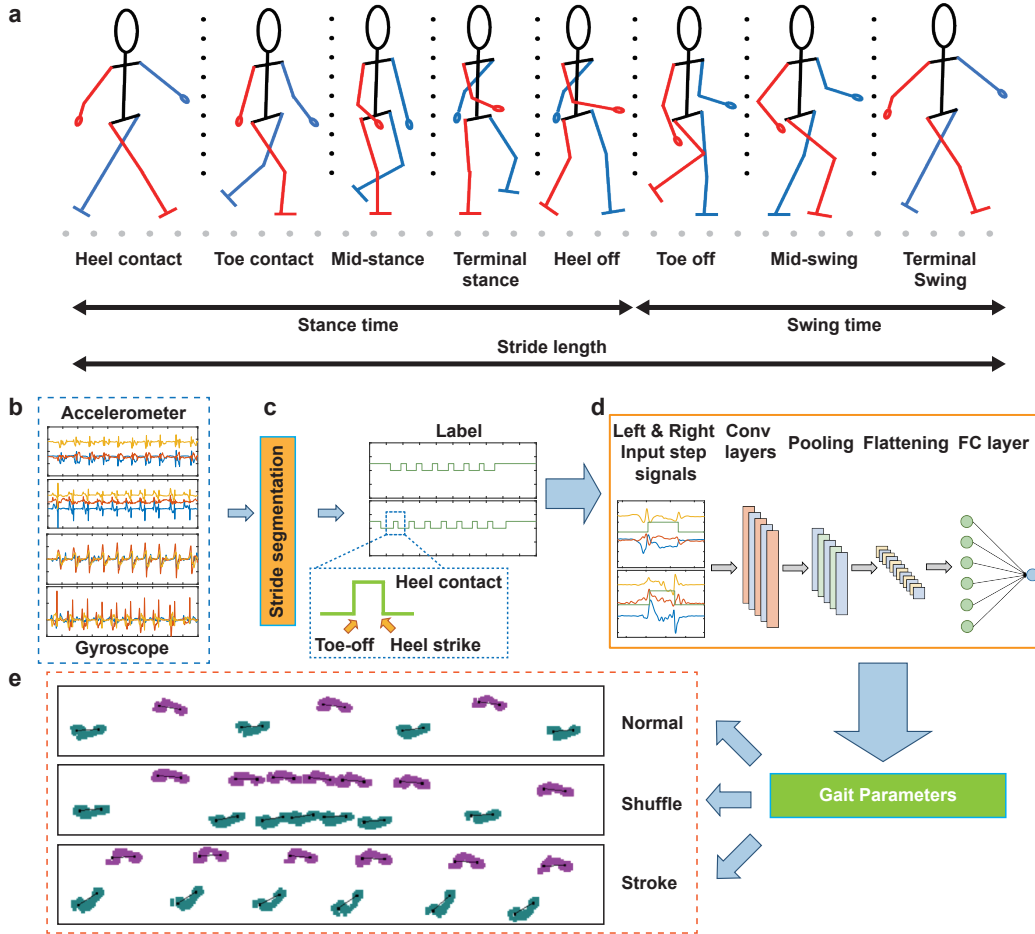 a
Heel contact
Toe contact
Mid-stance
Terminal
stance
Heel off
Toe off
Mid-swing
Terminal
Swing
Stance time
Swing time
Stride length
b
Accelerometer
Gyroscope
c
Stride segmentation
Label
Heel contact
Toe-off
Heel strike
d
Left & Right
Input step
signals
Conv
layers
Pooling
Flattening
FC layer
e
Normal
Shuffle
Stroke
Gait Parameters